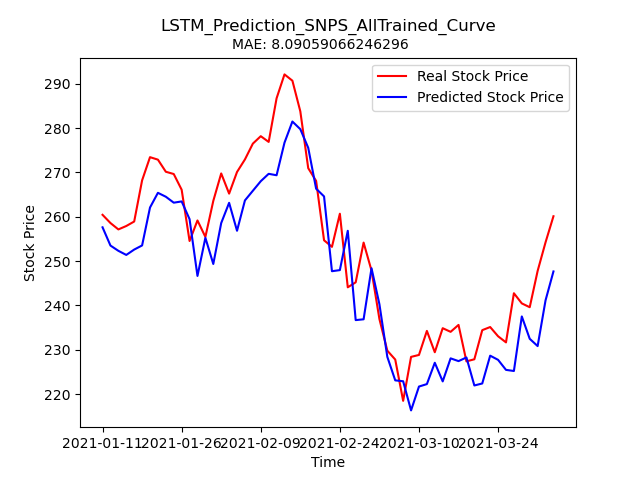 LSTM_Prediction_SNPS_AllTrained_Curve
MAE: 8.09059066246296
Real Stock Price
Predicted Stock Price
290
280
270
260
250
240
230
220
Stock Price
2021-01-11 2021-01-26 2021-02-09 2021-02-24 2021-03-10 2021-03-24
Time